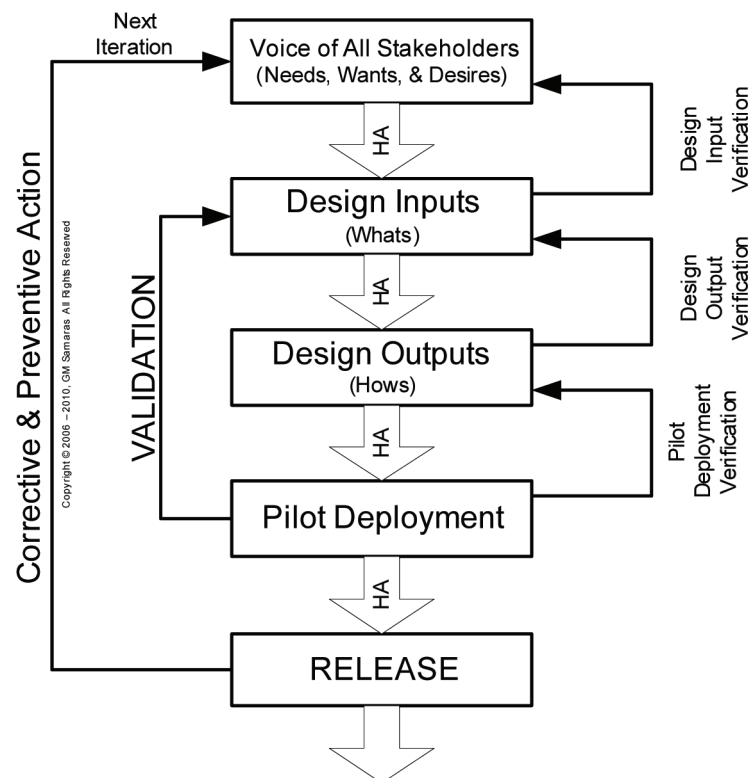 Next
Iteration
Voice of All Stakeholders
(Needs, Wants, & Desires)
HA
Design
Input
Verification
Design Inputs
(Whats)
HA
Design
Output
Verification
Design Outputs
(Hows)
HA
Pilot
Deployment
Verification
Pilot Deployment
HA
RELEASE
VALIDATION
Corrective & Preventive Action
Copyright © 2006 – 2010, GM Samaras All Rights Reserved